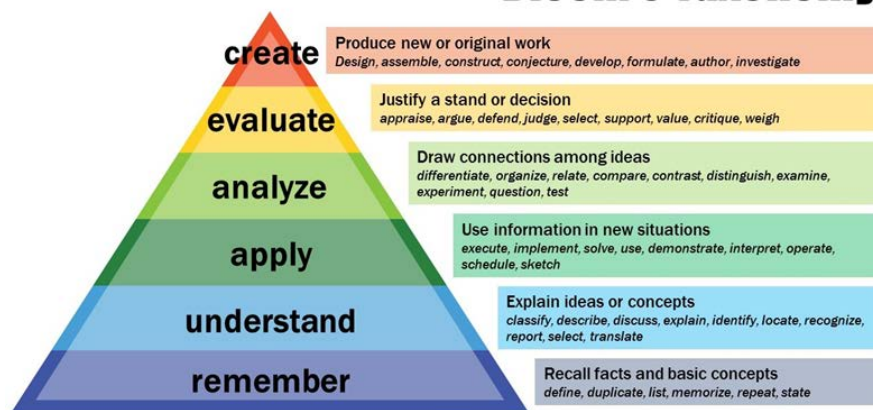 create
Produce new or original work
Design, assemble, construct, conjecture, develop, formulate, author, investigate
evaluate
Justify a stand or decision
appraise, argue, defend, judge, select, support, value, critique, weigh
analyze
Draw connections among ideas
differentiate, organize, relate, compare, contrast, distinguish, examine,
experiment, question, test
apply
Use information in new situations
execute, implement, solve, use, demonstrate, interpret, operate,
schedule, sketch
understand
Explain ideas or concepts
classify, describe, discuss, explain, identify, locate, recognize,
report, select, translate
remember
Recall facts and basic concepts
define, duplicate, list, memorize, repeat, state